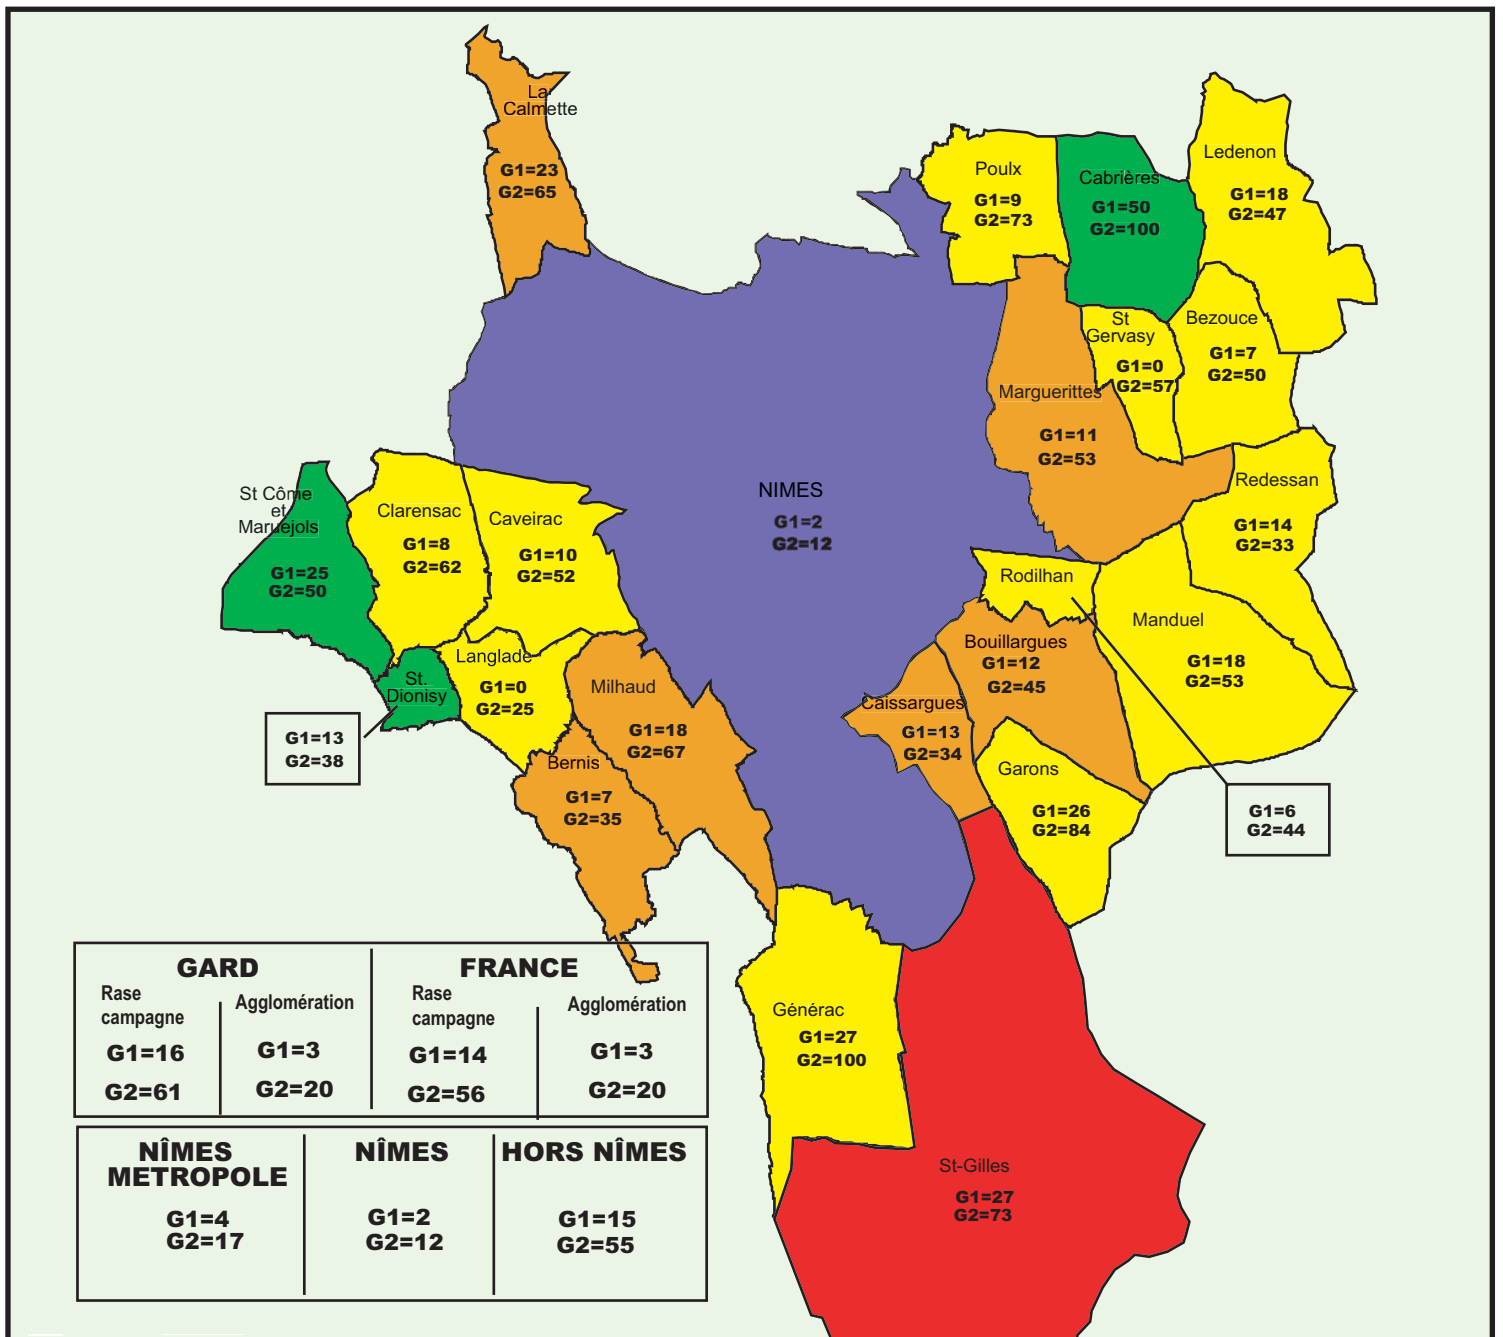 La
Calmette
G1=23
G2=65
Poulx
G1=9
G2=73
Cabrières
G1=50
G2=100
Ledenon
G1=18
G2=47
St
Gervasy
G1=0
G2=57
Bezouce
G1=7
G2=50
Marguerittes
G1=11
G2=53
Redessan
G1=14
G2=33
NIMES
G1=2
G2=12
St Côme
et
Maruejols
G1=25
G2=50
Clarensac
G1=8
G2=62
Caveirac
G1=10
G2=52
Rodilhan
Manduel
G1=18
G2=53
Bouillargues
G1=12
G2=45
Langlade
G1=0
G2=25
St.
Dionisy
G1=13
G2=38
Milhaud
G1=18
G2=67
Caissargues
G1=13
G2=34
Bernis
G1=7
G2=35
Garons
G1=26
G2=84
G1=6
G2=44
Générac
G1=27
G2=100
St-Gilles
G1=27
G2=73
GARD
Rase
campagne
G1=16
G2=61
Agglomération
G1=3
G2=20
FRANCE
Rase
campagne
G1=14
G2=56
Agglomération
G1=3
G2=20
NÎMES
METROPOLE
G1=4
G2=17
NÎMES
G1=2
G2=12
HORS NÎMES
G1=15
G2=55